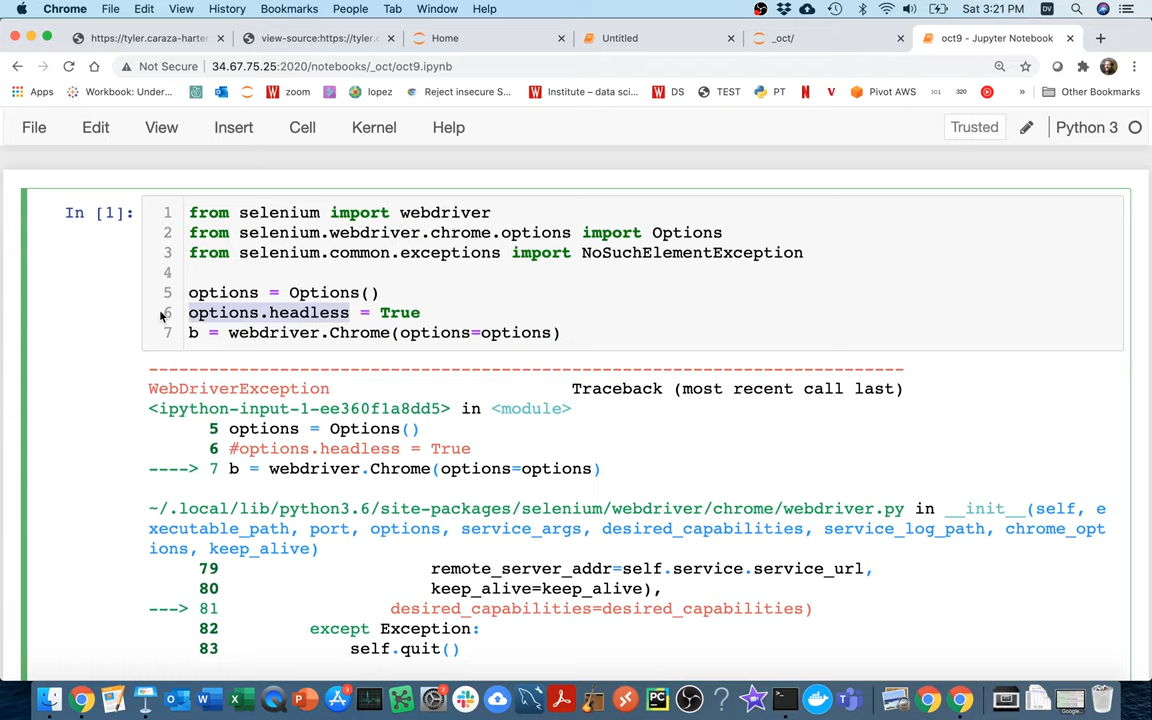 Chrome File Edit View History Bookmarks People Tab Window Help Sat 3:21 PM DV
https://tyler.caraza-harter × view-source:https://tyler.c × Home × Untitled × _oct/ × oct9 - Jupyter Notebook × +
Not Secure 34.67.75.25:2020/notebooks/_oct/oct9.ipynb
Apps Workbook: Under... zoom lopez Reject insecure S... Institute – data sci... DS TEST PT Pivot AWS 301 320 » Other Bookmarks
File Edit View Insert Cell Kernel Help Trusted Python 3
In [1]:
1 from selenium import webdriver
2 from selenium.webdriver.chrome.options import Options
3 from selenium.common.exceptions import NoSuchElementException
4
5 options = Options()
6 options.headless = True
7 b = webdriver.Chrome(options=options)
---------------------------------------------------------------------------
WebDriverException Traceback (most recent call last)
<ipython-input-1-ee360f1a8dd5> in <module>
5 options = Options()
6 #options.headless = True
----> 7 b = webdriver.Chrome(options=options)
~/.local/lib/python3.6/site-packages/selenium/webdriver/chrome/webdriver.py in __init__(self, e
xecutable_path, port, options, service_args, desired_capabilities, service_log_path, chrome_opt
ions, keep_alive)
79 remote_server_addr=self.service.service_url,
80 keep_alive=keep_alive),
---> 81 desired_capabilities=desired_capabilities)
82 except Exception:
83 self.quit()